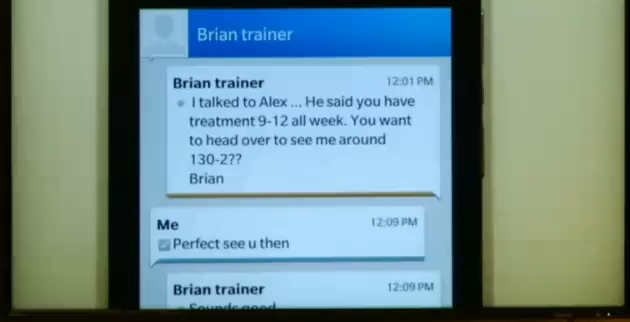 Brian trainer
Brian trainer 12:01 PM
I talked to Alex ... He said you have
treatment 9-12 all week. You want
to head over to see me around
130-2??
Brian
Me 12:09 PM
Perfect see u then
Brian trainer 12:09 PM
Sounds good